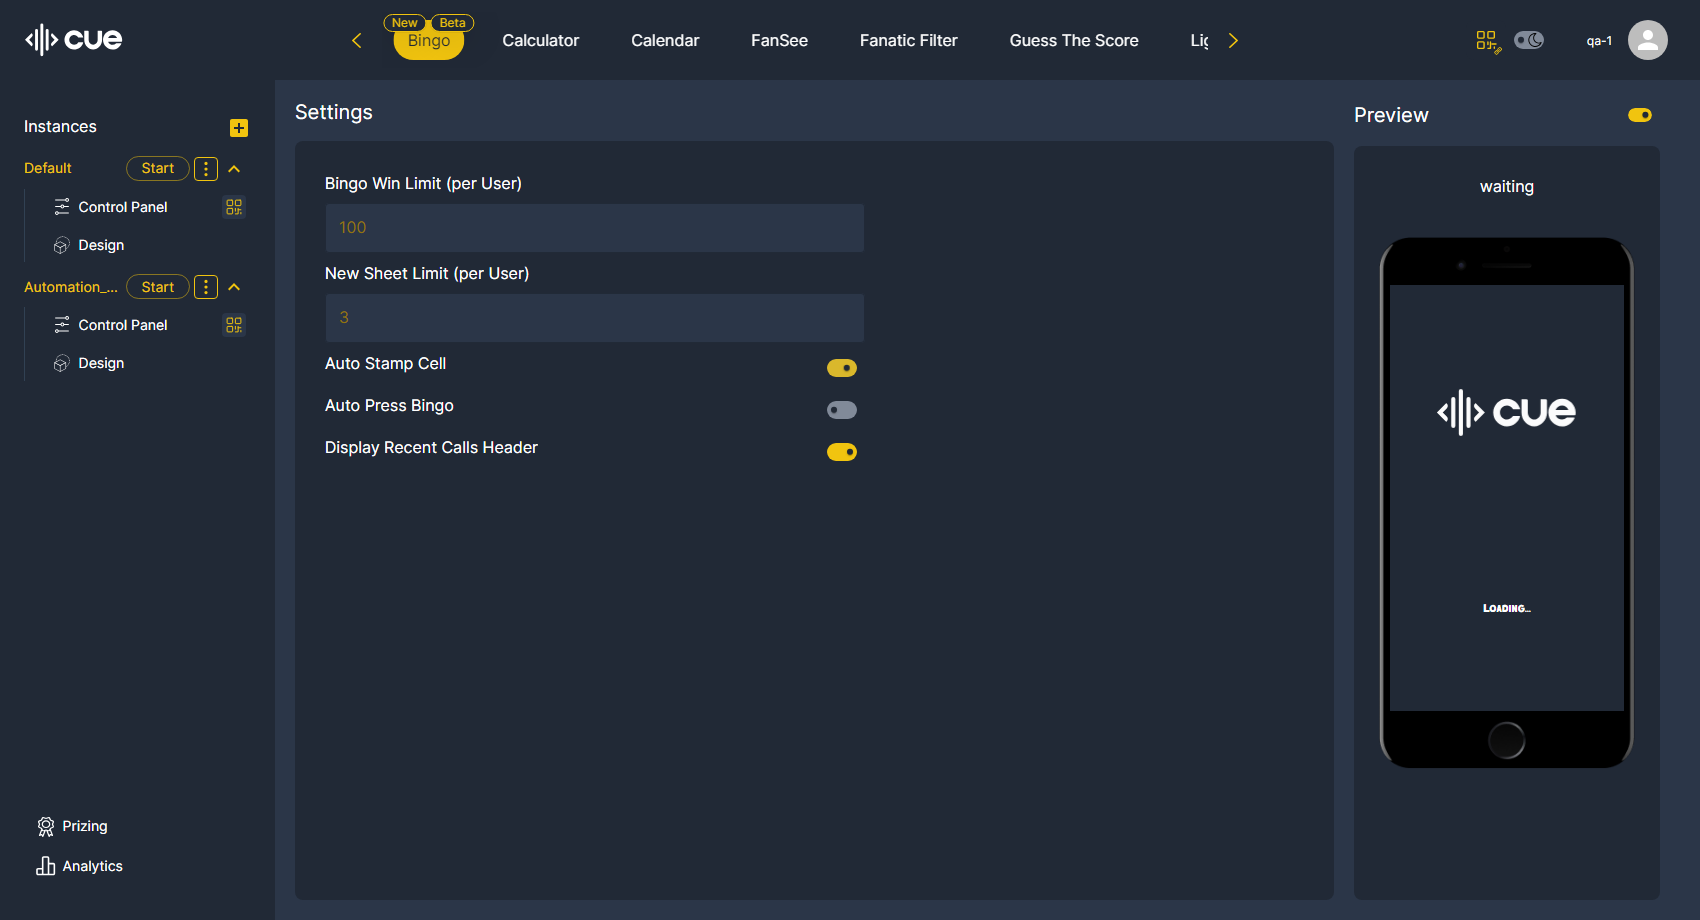 cue
New Beta
Bingo Calculator Calendar FanSee Fanatic Filter Guess The Score Lig
qa-1
Instances
Default Start
Control Panel
Design
Automation_... Start
Control Panel
Design
Prizing
Analytics
Settings
Bingo Win Limit (per User)
100
New Sheet Limit (per User)
3
Auto Stamp Cell
Auto Press Bingo
Display Recent Calls Header
Preview
waiting
cue
LOADING...